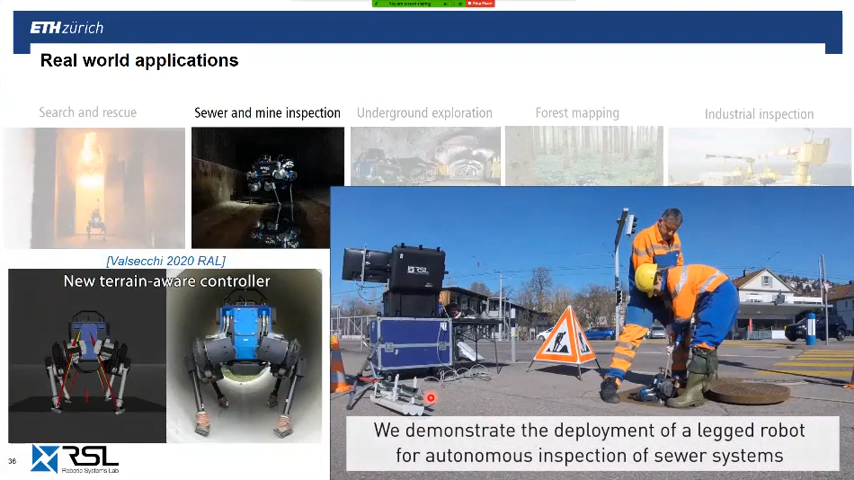 ETH zürich
Real world applications
Search and rescue
Sewer and mine inspection
Underground exploration
Forest mapping
Industrial inspection
[Valsecchi 2020 RAL]
New terrain-aware controller
RSL
We demonstrate the deployment of a legged robot
for autonomous inspection of sewer systems
36
RSL
Robotic Systems Lab